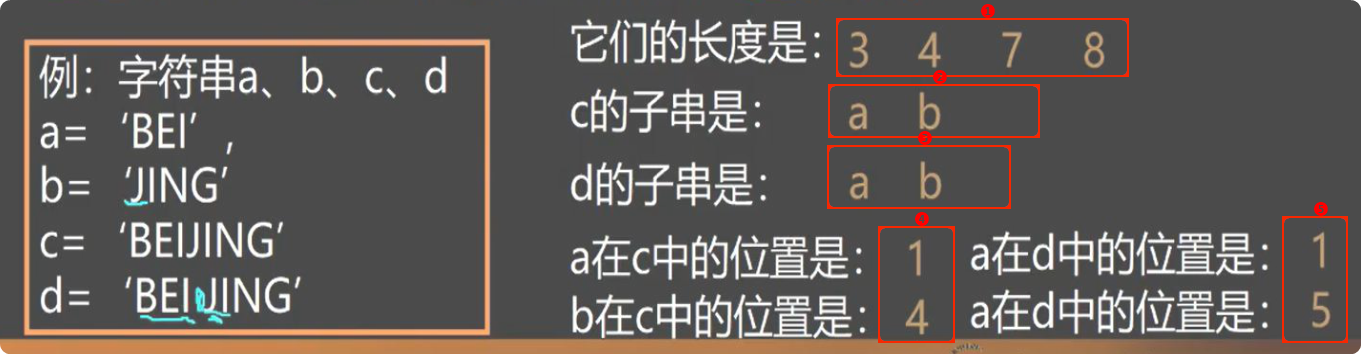 例：字符串a、b、c、d
a= ‘BEI’,
b= ‘JING’
c= ‘BEIJING’
d= ‘BEI JING’
它们的长度是：3 4 7 8
c的子串是：a b
d的子串是：a b
a在c中的位置是：1
a在d中的位置是：1
b在c中的位置是：4
a在d中的位置是：5